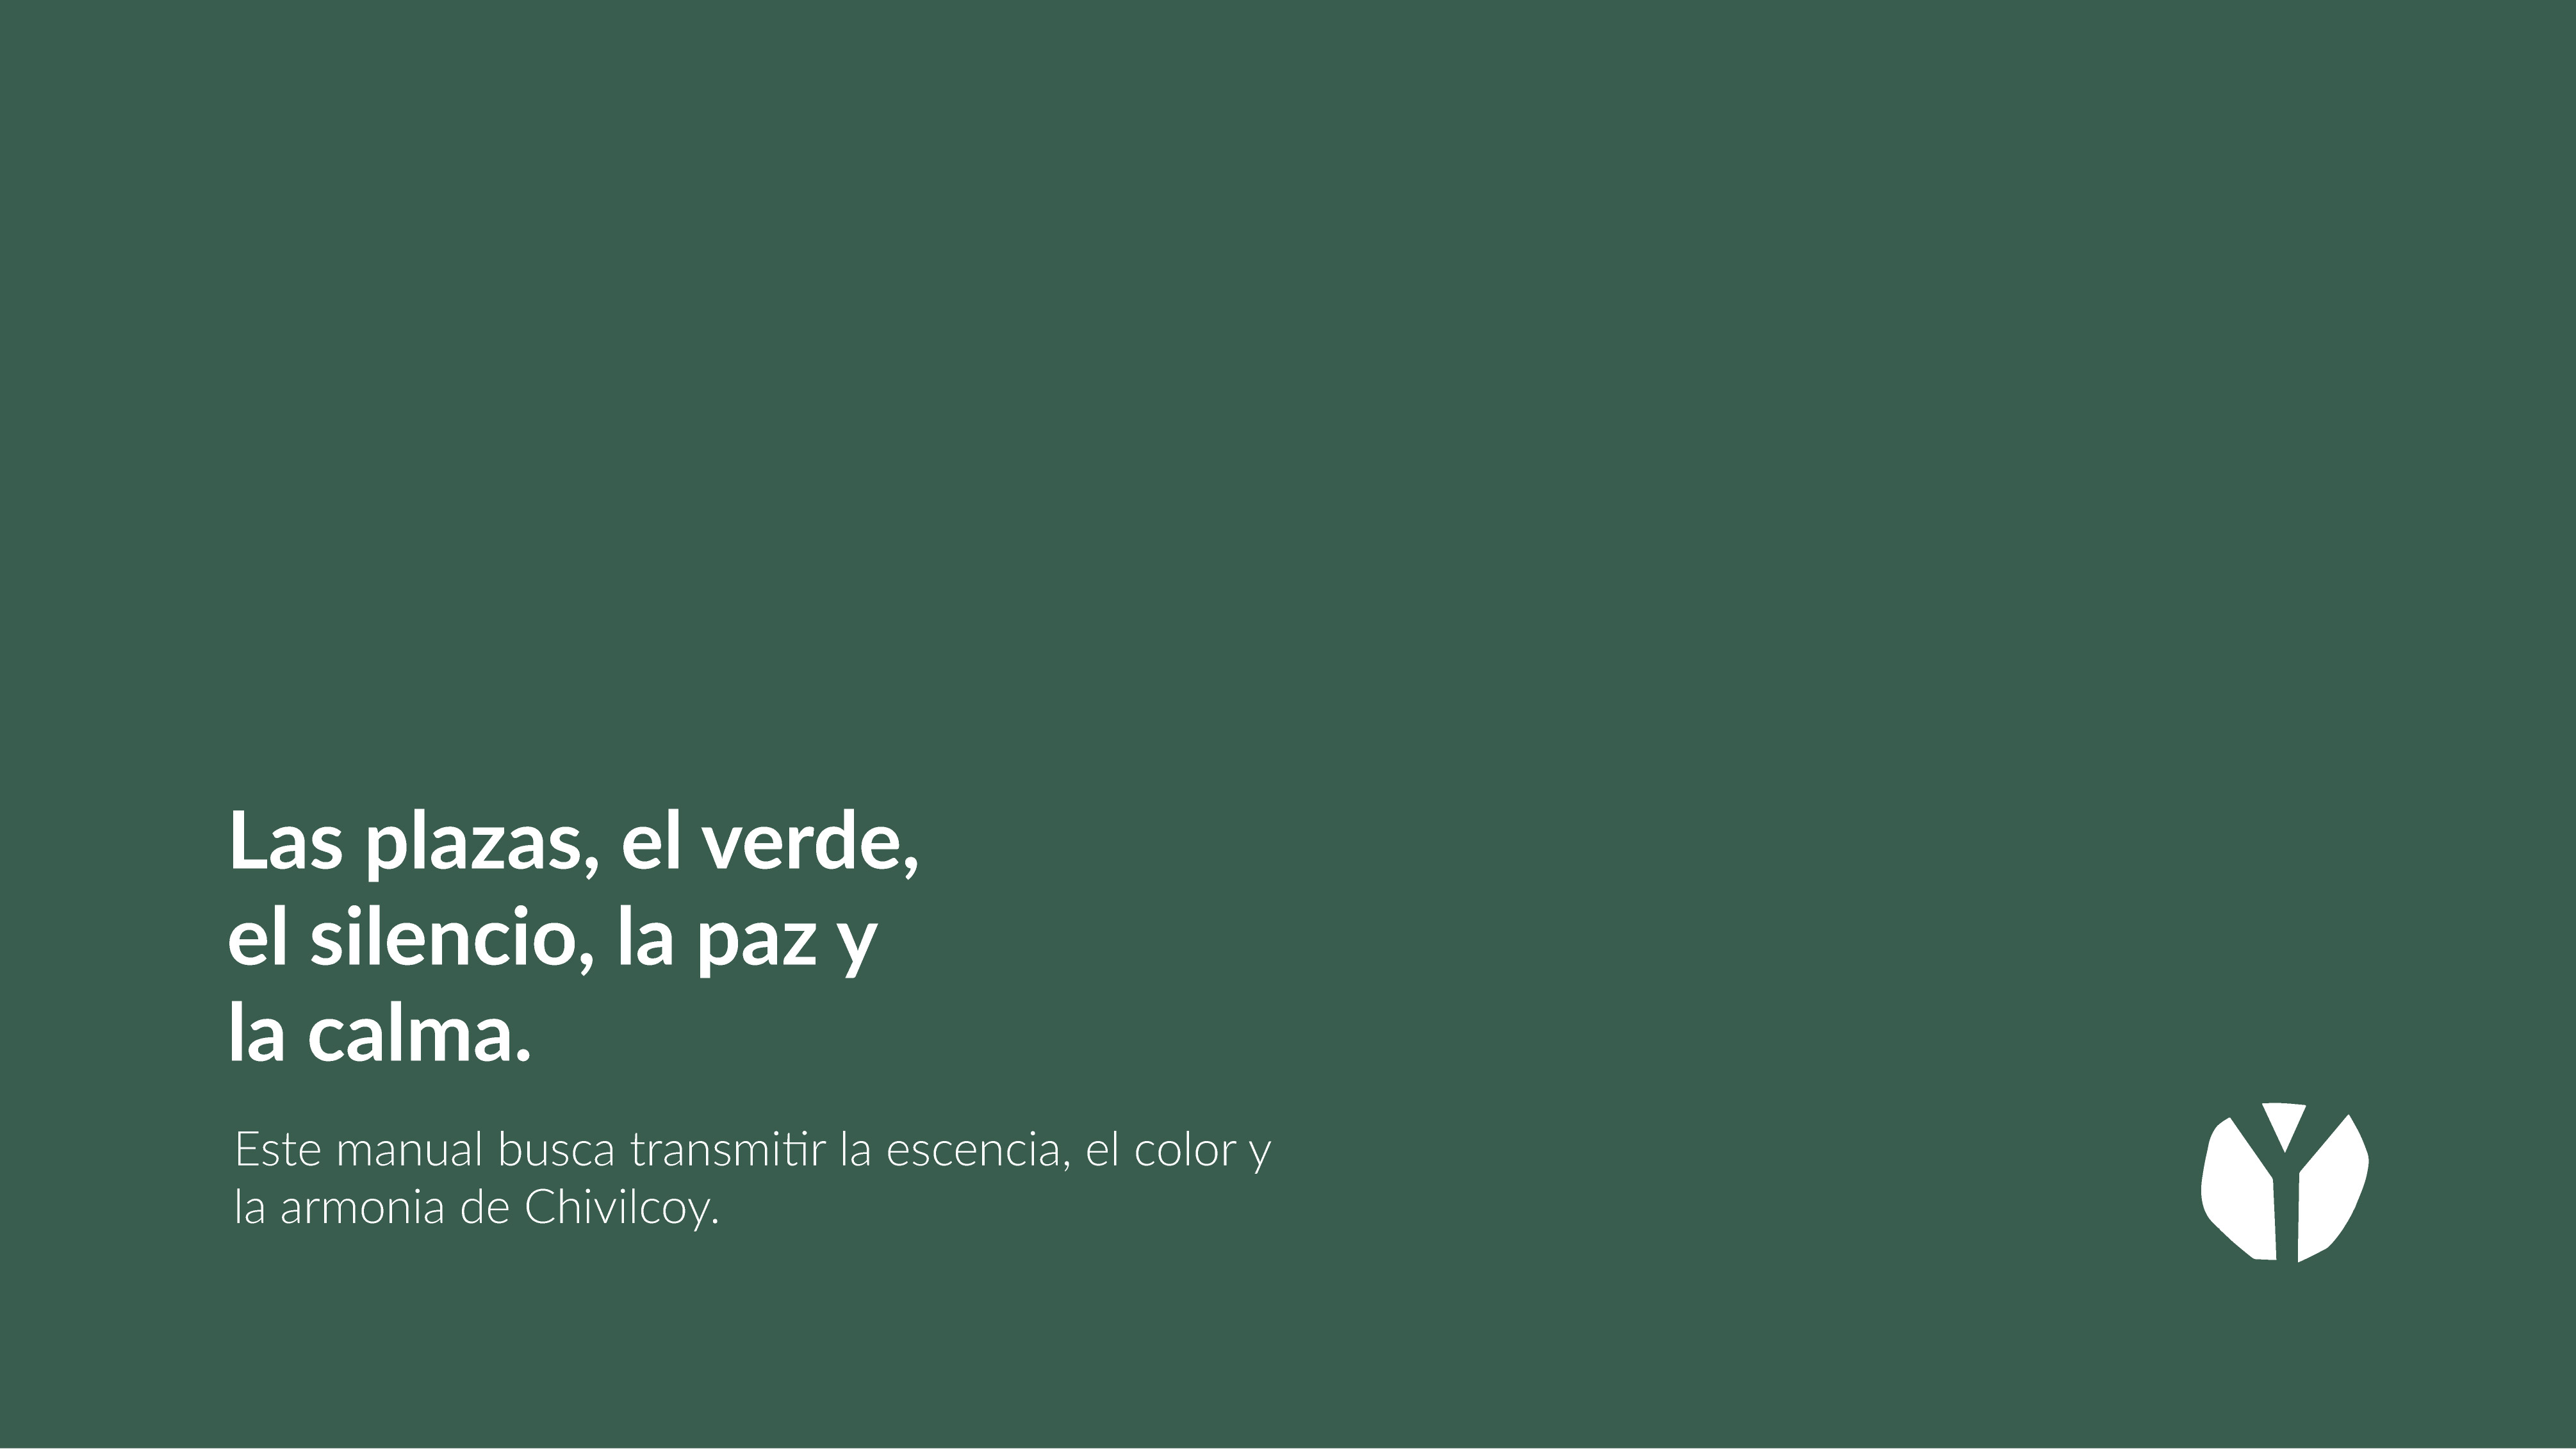 Las plazas, el verde,
el silencio, la paz y
la calma.
Este manual busca transmitir la escencia, el color y
la armonia de Chivilcoy.